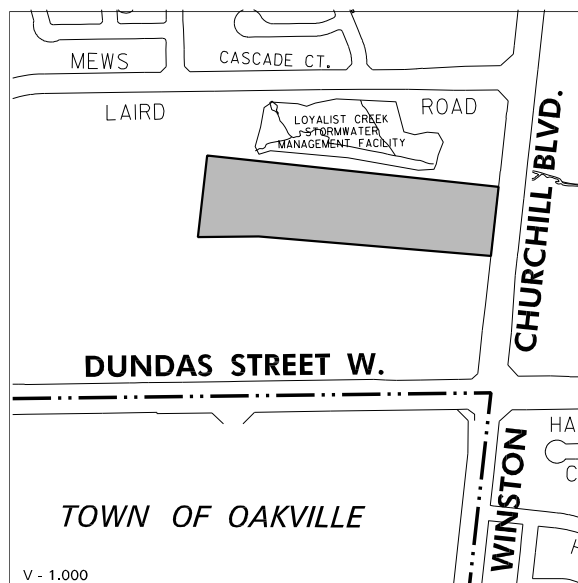 MEWS
CASCADE CT.
LAIRD
ROAD
LOYALIST CREEK
STORMWATER
MANAGEMENT FACILITY
CHURCHILL BLVD.
DUNDAS STREET W.
WINSTON
HA
C
TOWN OF OAKVILLE
V - 1.000